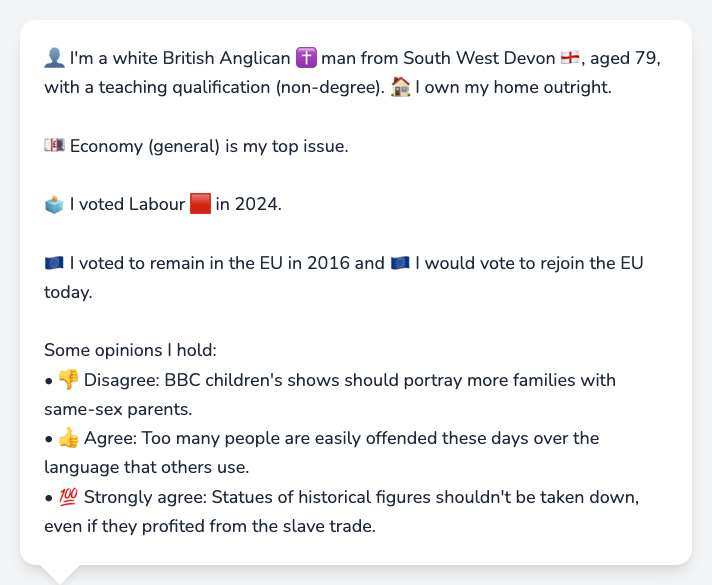 👤 I'm a white British Anglican ✝️ man from South West Devon 🏴󠁧󠁢󠁥󠁮󠁧󠁿, aged 79,
with a teaching qualification (non-degree). 🏠 I own my home outright.
💷 Economy (general) is my top issue.
🗳️ I voted Labour 🟥 in 2024.
🇪🇺 I voted to remain in the EU in 2016 and 🇪🇺 I would vote to rejoin the EU
today.
Some opinions I hold:
• 👎 Disagree: BBC children's shows should portray more families with
same-sex parents.
• 👍 Agree: Too many people are easily offended these days over the
language that others use.
• 💯 Strongly agree: Statues of historical figures shouldn't be taken down,
even if they profited from the slave trade.